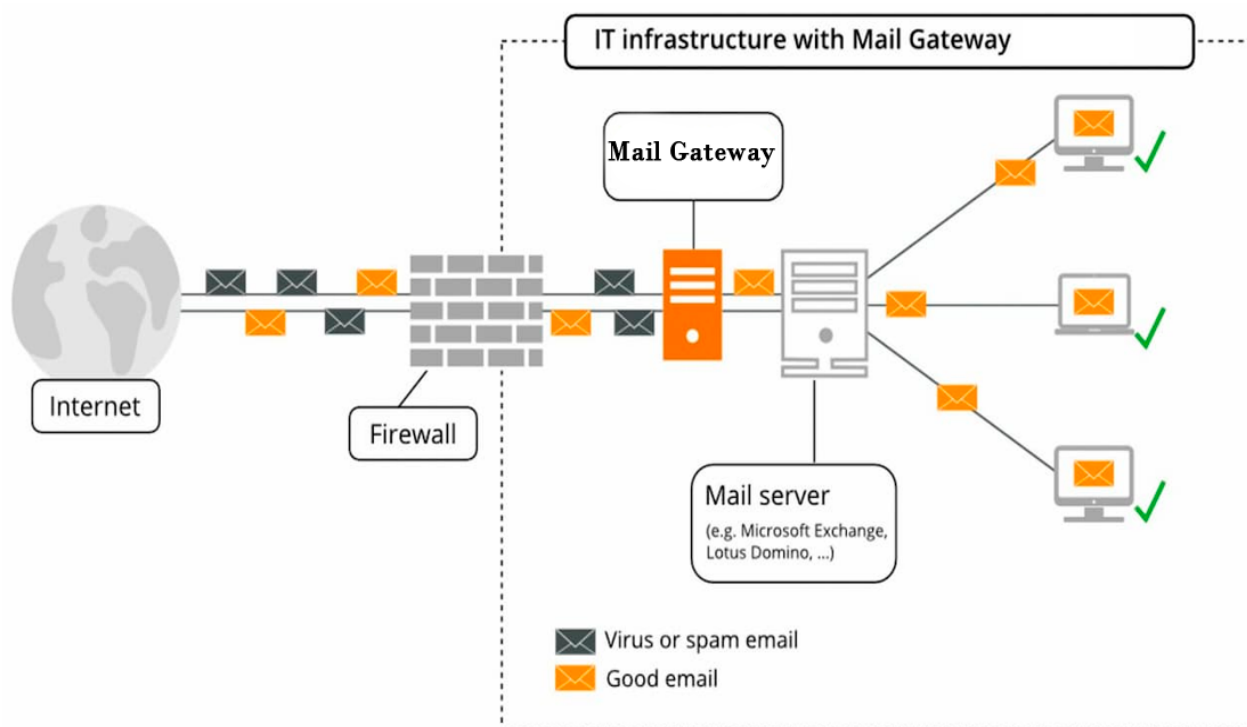 IT infrastructure with Mail Gateway
Mail Gateway
Internet
Firewall
Mail server
(e.g. Microsoft Exchange,
Lotus Domino, ...)
Virus or spam email
Good email